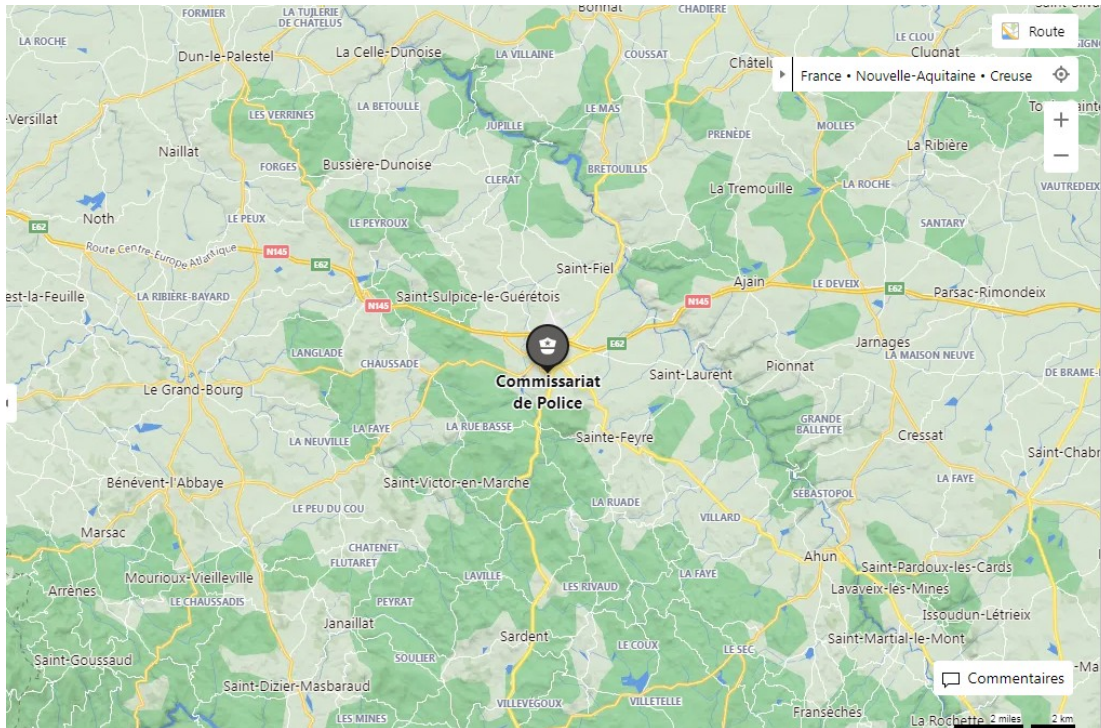 FORMIER
LA TUILERIE
DE CHÂTELUS
Bonnat
CHADIÈRE
LA ROCHE
Dun-le-Palestel
La Celle-Dunoise
LA VILLAINE
COUSSAT
LE CLOU
Clugnat
Route
France • Nouvelle-Aquitaine • Creuse
LES VERRINES
LA BETOULLE
LE MAS
JUPILLE
PRENÈDE
MOLLES
-Versillat
Naillat
FORGES
Bussière-Dunoise
CLERAT
BRETOUILLIS
La Ribière
La Tremouille
LA ROCHE
VAUTREDEIX
Noth
LE PEUX
LE PEYROUX
SANTARY
E62
Route Centre-Europe Atlantique
N145
E62
Saint-Fiel
Ajain
LE DEVEIX
E62
Parsac-Rimondeix
est-la-Feuille
LA RIBIÈRE-BAYARD
N145
Saint-Sulpice-le-Guérétois
N145
E62
Jarnages
LA MAISON NEUVE
LANGLADE
CHAUSSADE
Commissariat
de Police
Saint-Laurent
Pionnat
DE BRAME-
Le Grand-Bourg
LA FAYE
LA RUE BASSE
LA NEUVILLE
Sainte-Feyre
GRANDE
BALLEYTE
Cressat
Saint-Chabr
Bénévent-l'Abbaye
Saint-Victor-en-Marche
LA FAYE
LE PEU DU COU
LA RUADE
SÉBASTOPOL
VILLARD
Marsac
CHATENET
FLUTARET
Ahun
Saint-Pardoux-les-Cards
Arrènes
Mourioux-Vieilleville
LAVILLE
LES RIVAUD
LA FAYE
Lavaveix-les-Mines
LE CHAUSSADIS
PEYRAT
Issoudun-Létrieix
Janaillat
Sardent
LE COUX
LE SEC
Saint-Martial-le-Mont
Saint-Goussaud
SOULIER
Commentaires
Saint-Dizier-Masbaraud
VILLEVEGOUX
VILLETELLE
LES MINES
Fransèches
La Rochette
2 miles
2 km